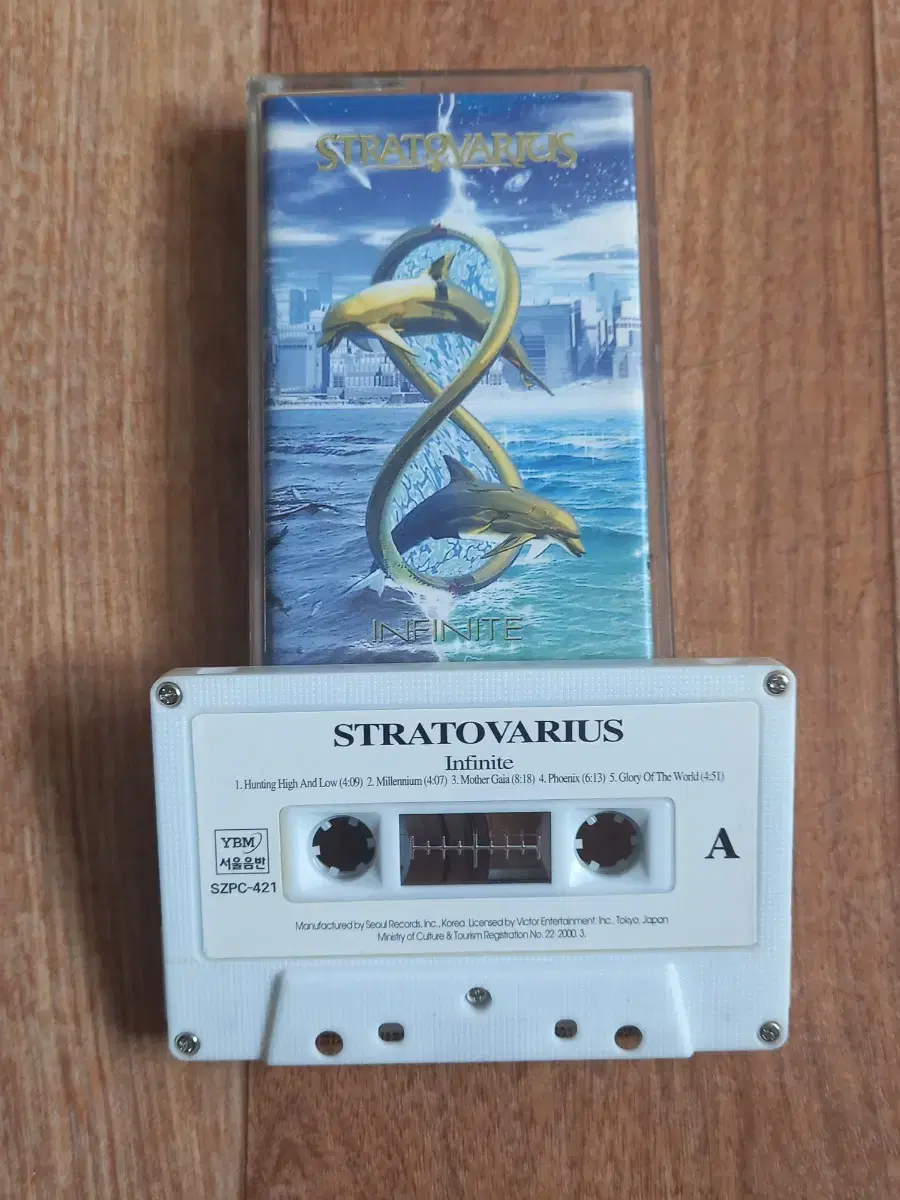 STRATOVARIUS
INFINITE
STRATOVARIUS
Infinite
1. Hunting High And Low (4:09) 2. Millennium (4:07) 3. Mother Gaia (8:18) 4. Phoenix (6:13) 5. Glory Of The World (4:51)
YBM
서울음반
SZPC-421
A
Manufactured by Seoul Records, Inc., Korea. Licensed by Victor Entertainment, Inc., Tokyo, Japan
Ministry of Culture & Tourism Registration No. 22 2000. 3.